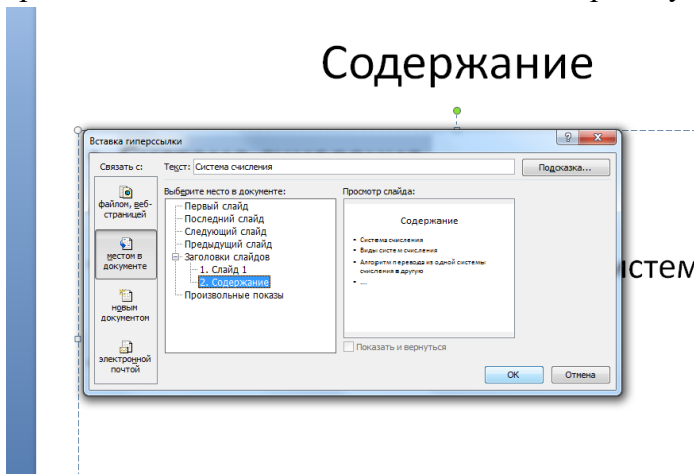 Содержание
Вставка гиперссылки
Связать с:
Текст: Система счисления
Подсказка...
файлом, веб-страницей
местом в документе
новым документом
электронной почтой
Выберите место в документе:
Первый слайд
Последний слайд
Следующий слайд
Предыдущий слайд
Заголовки слайдов
1. Слайд 1
2. Содержание
Произвольные показы
Просмотр слайда:
Содержание
• Система счисления
• Виды систем счисления
• Алгоритм перевода из одной системы
счисления в другую
• ...
Показать и вернуться
OK
Отмена
истем